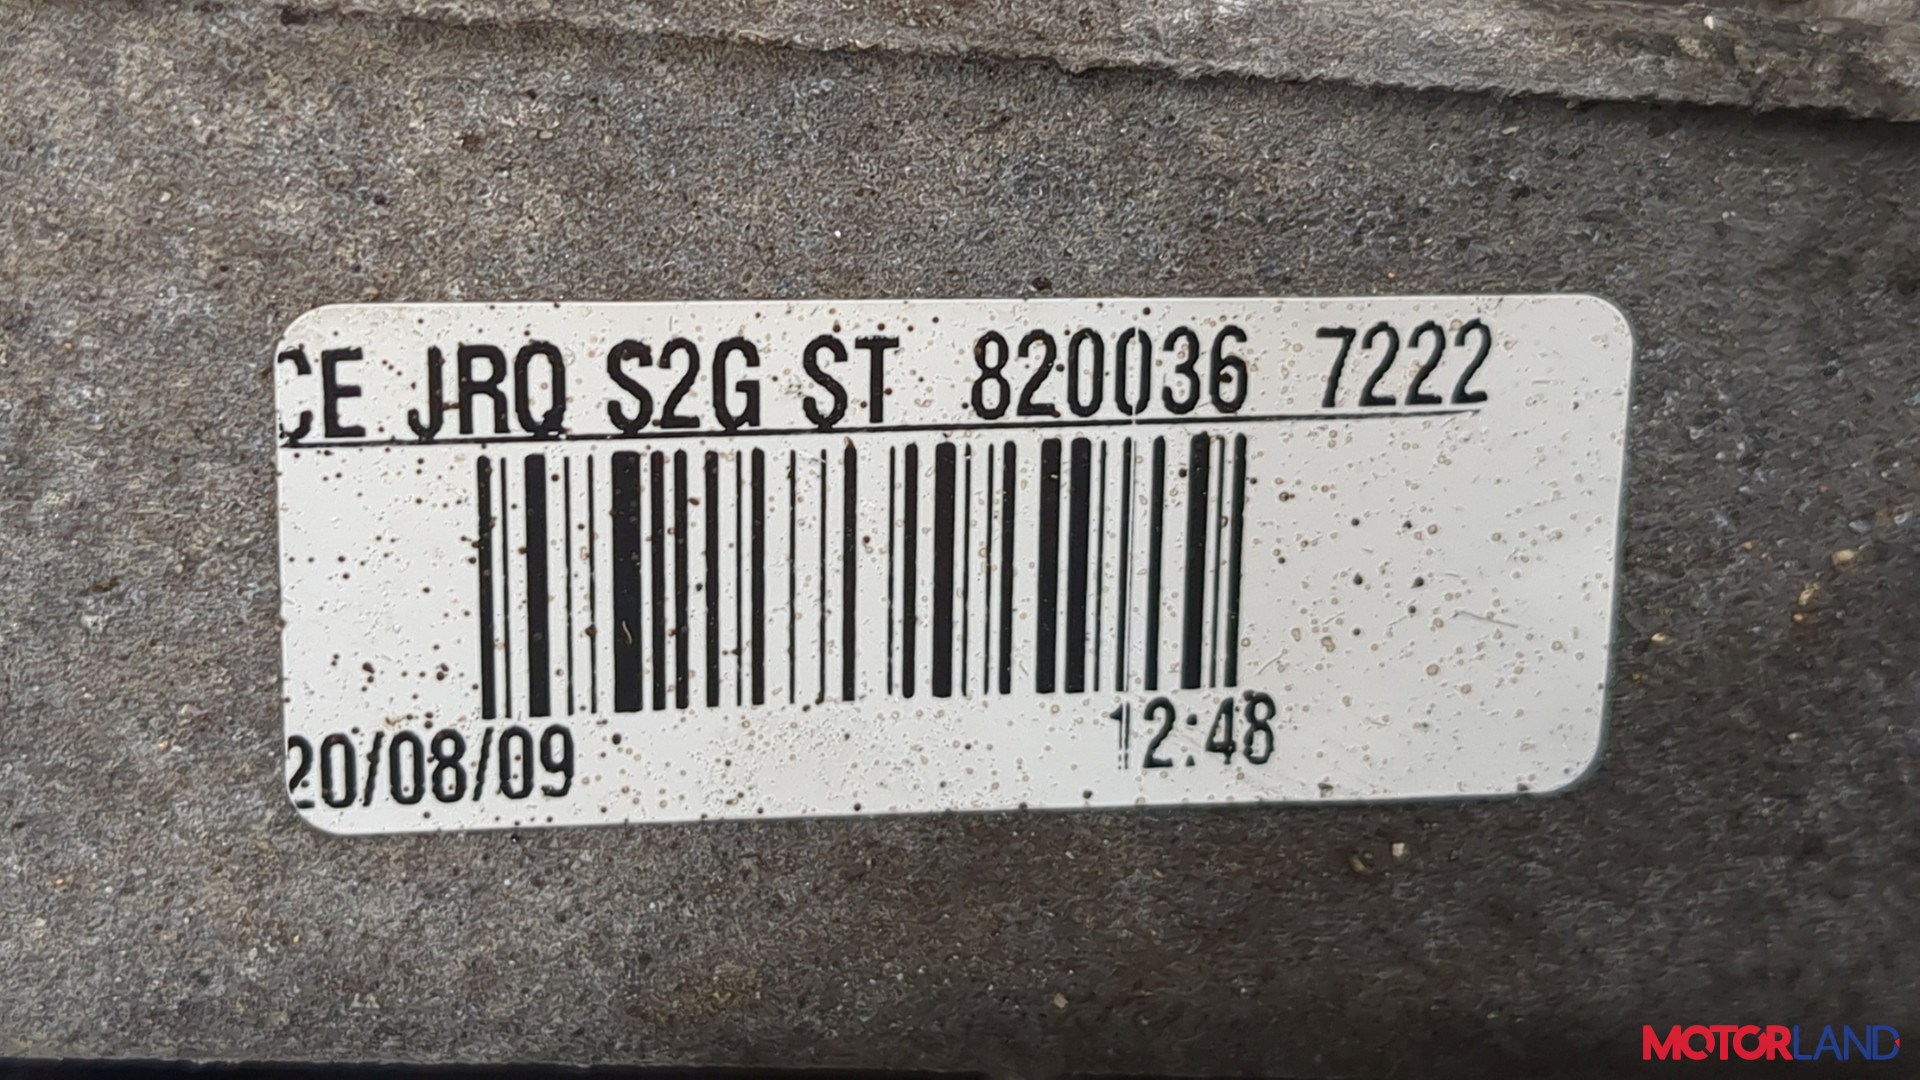 CE JRQ S2G ST 820036 7222
20/08/09 12:48
MOTORLAND